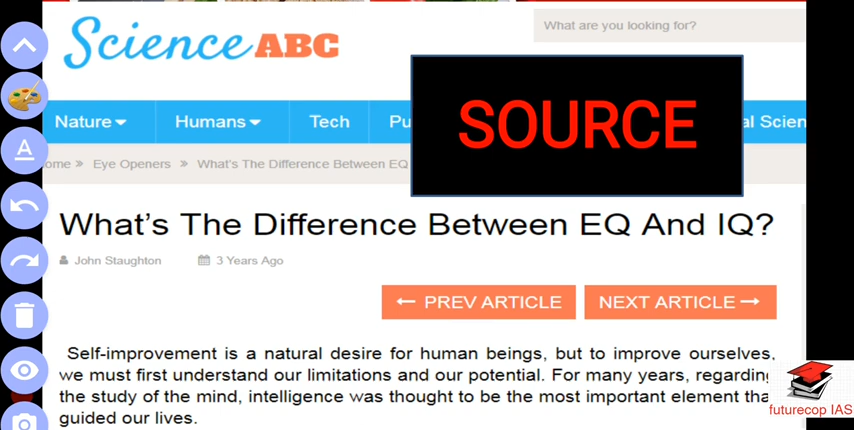 Science ABC
What are you looking for?
SOURCE
Nature Humans Tech
Eye Openers » What's The Difference Between EQ
What's The Difference Between EQ And IQ?
John Staughton 3 Years Ago
← PREV ARTICLE NEXT ARTICLE →
Self-improvement is a natural desire for human beings, but to improve ourselves,
we must first understand our limitations and our potential. For many years, regarding
the study of the mind, intelligence was thought to be the most important element
guided our lives.
futurecop IAS